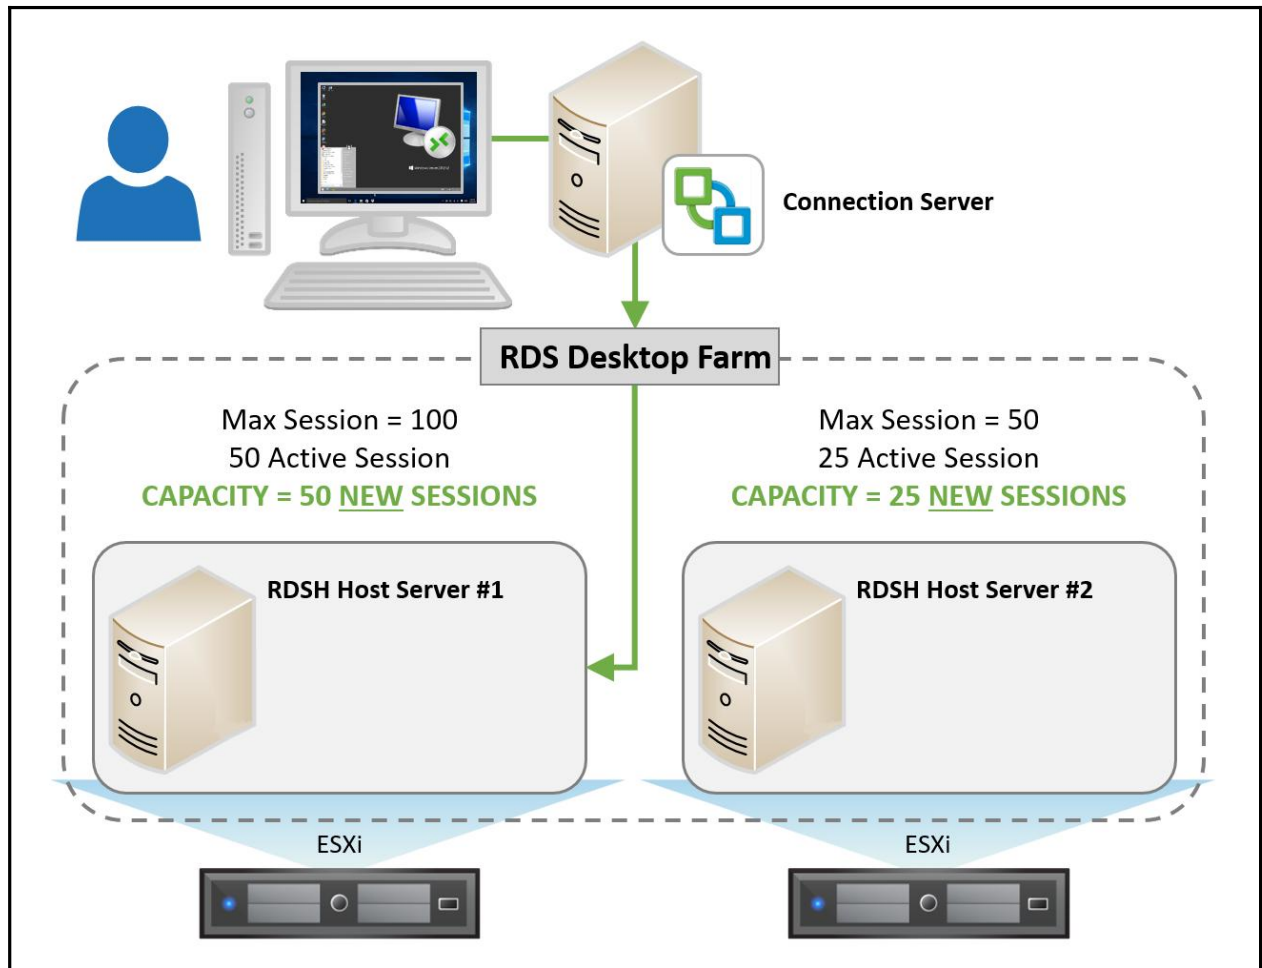 Connection Server
RDS Desktop Farm
Max Session = 100
50 Active Session
CAPACITY = 50 NEW SESSIONS
Max Session = 50
25 Active Session
CAPACITY = 25 NEW SESSIONS
RDSH Host Server #1
RDSH Host Server #2
ESXi
ESXi